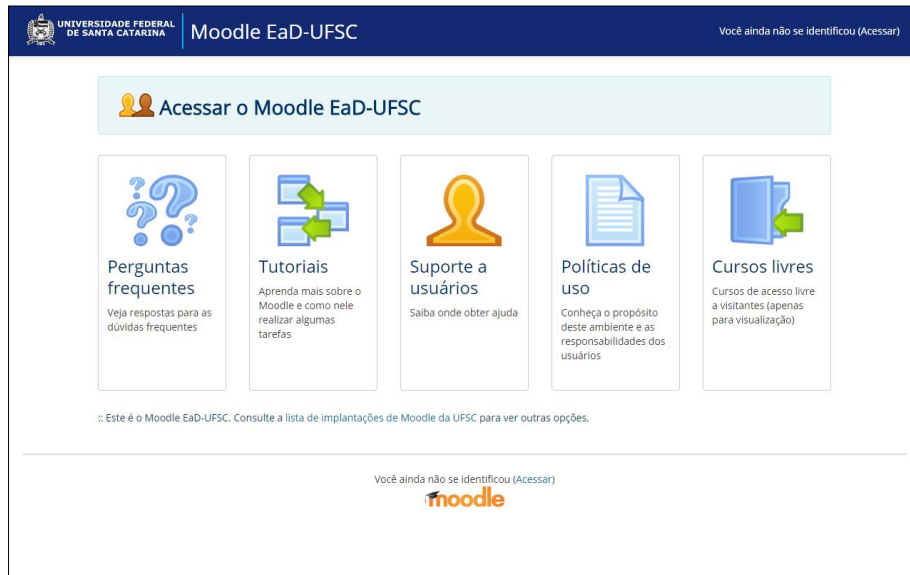 UNIVERSIDADE FEDERAL
DE SANTA CATARINA
Moodle EaD-UFSC
Você ainda não se identificou (Acessar)
Acessar o Moodle EaD-UFSC
Perguntas
frequentes
Veja respostas para as
dúvidas frequentes
Tutoriais
Aprenda mais sobre o
Moodle e como nele
realizar algumas
tarefas
Suporte a
usuários
Saiba onde obter ajuda
Políticas de
uso
Conheça o propósito
deste ambiente e as
responsabilidades dos
usuários
Cursos livres
Cursos de acesso livre
a visitantes (apenas
para visualização)
:: Este é o Moodle EaD-UFSC. Consulte a lista de implantações de Moodle da UFSC para ver outras opções.
Você ainda não se identificou (Acessar)
moodle